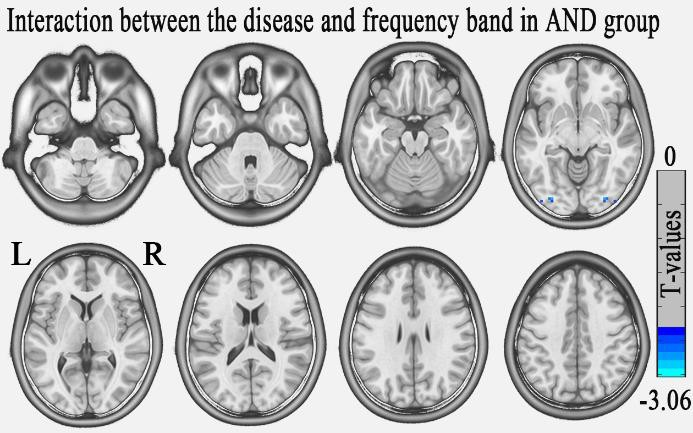 Interaction between the disease and frequency band in AND group
0
T-values
L
R
-3.06